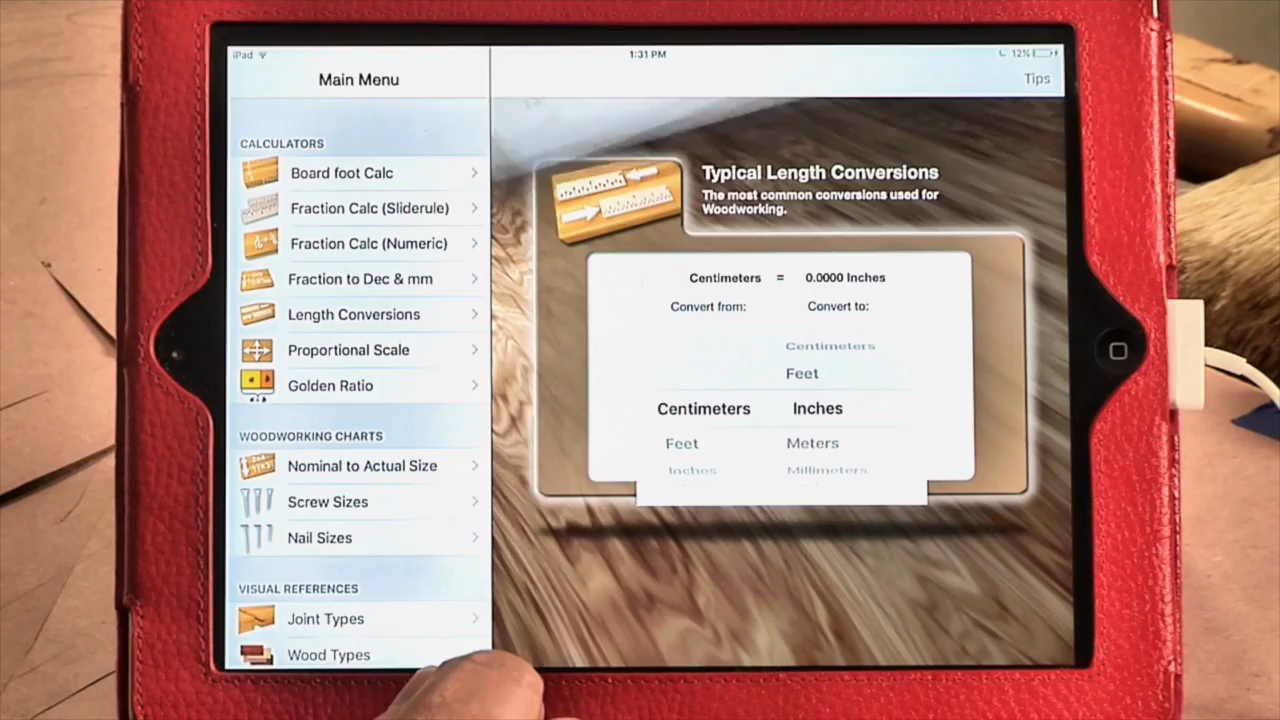 iPad
1:31 PM
12%
Main Menu
Tips
CALCULATORS
Board foot Calc
Fraction Calc (Sliderule)
Fraction Calc (Numeric)
Fraction to Dec & mm
Length Conversions
Proportional Scale
Golden Ratio
WOODWORKING CHARTS
Nominal to Actual Size
Screw Sizes
Nail Sizes
VISUAL REFERENCES
Joint Types
Wood Types
Typical Length Conversions
The most common conversions used for
Woodworking.
Centimeters = 0.0000 Inches
Convert from: Convert to:
Centimeters
Feet
Centimeters Inches
Feet Meters
Inches Millimeters